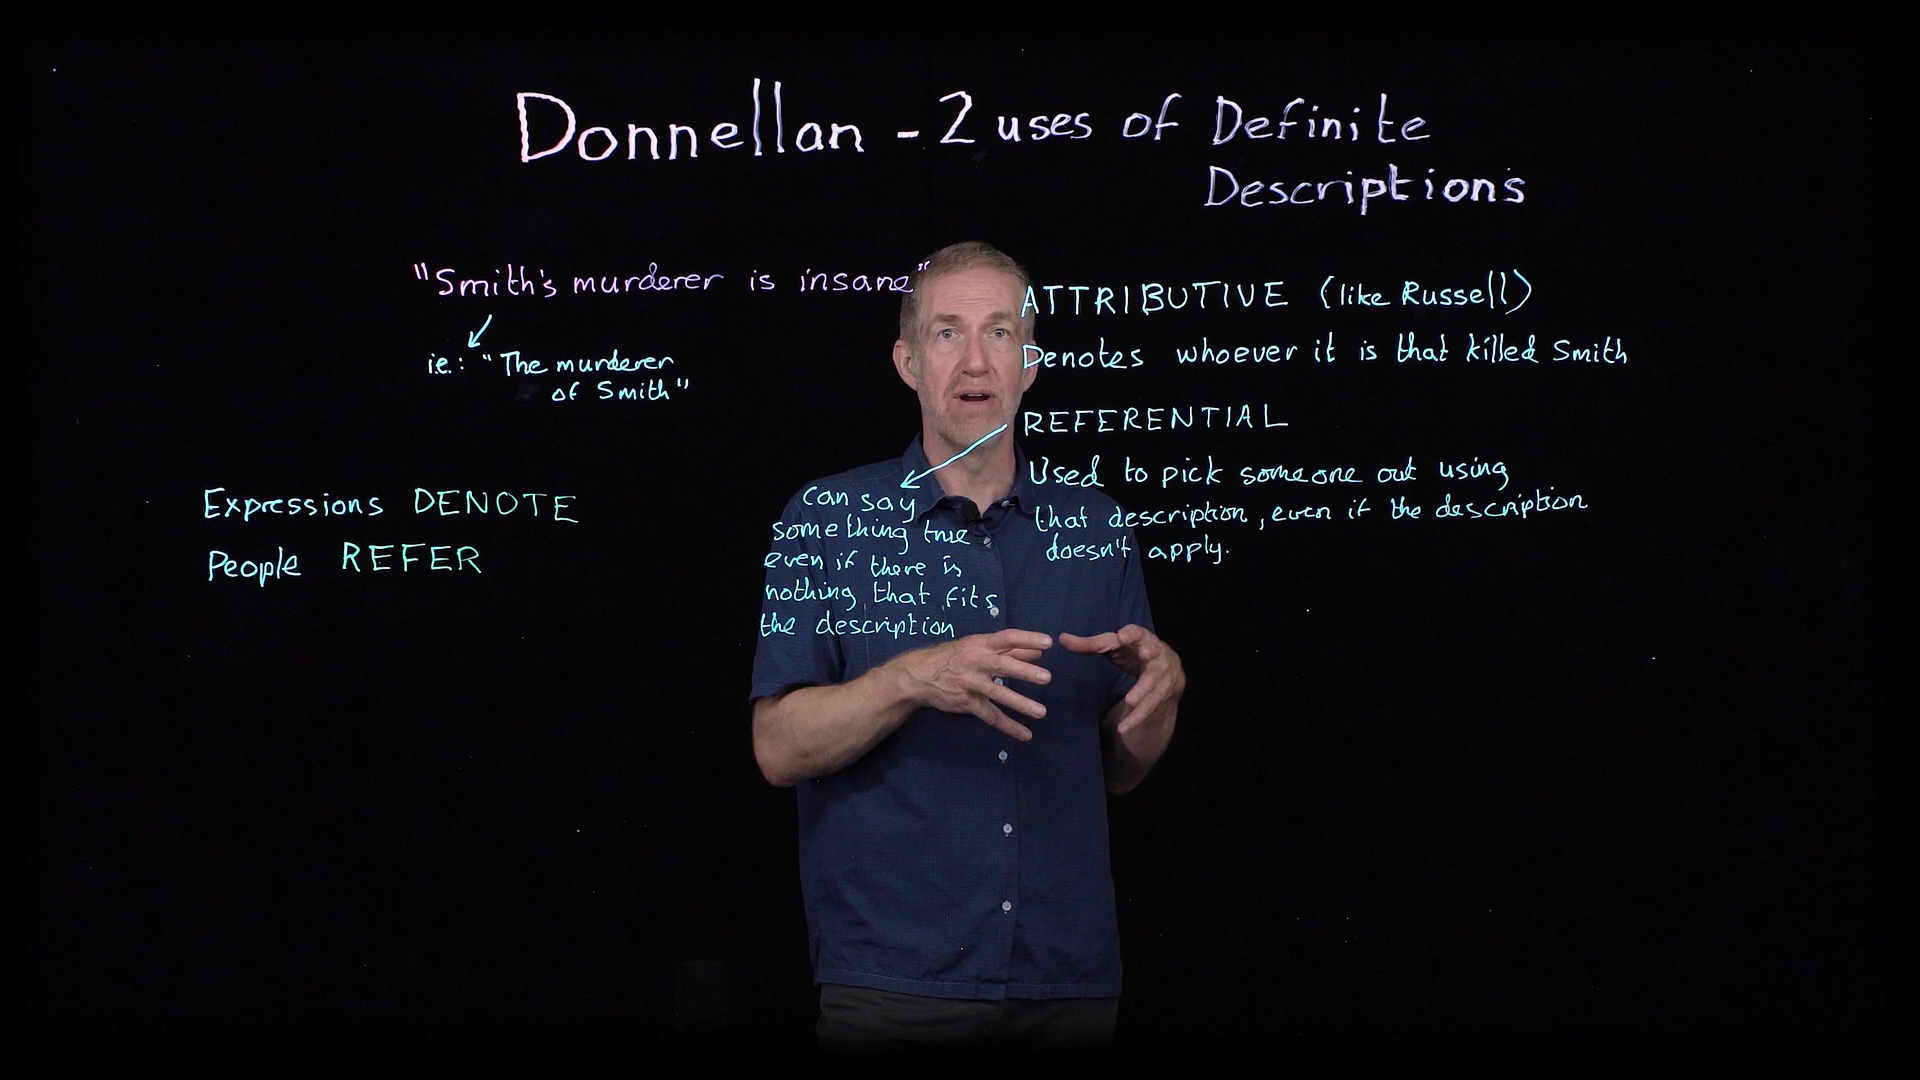 Donnellan - 2 uses of Definite
Descriptions
"Smith's murderer is insane"
i.e.: "The murderer
of Smith"
Expressions DENOTE
People REFER
ATTRIBUTIVE (like Russell)
Denotes whoever it is that killed Smith
REFERENTIAL
Used to pick someone out using
that description, even if the description
doesn't apply.
can say
something true
even if there is
nothing that fits
the description